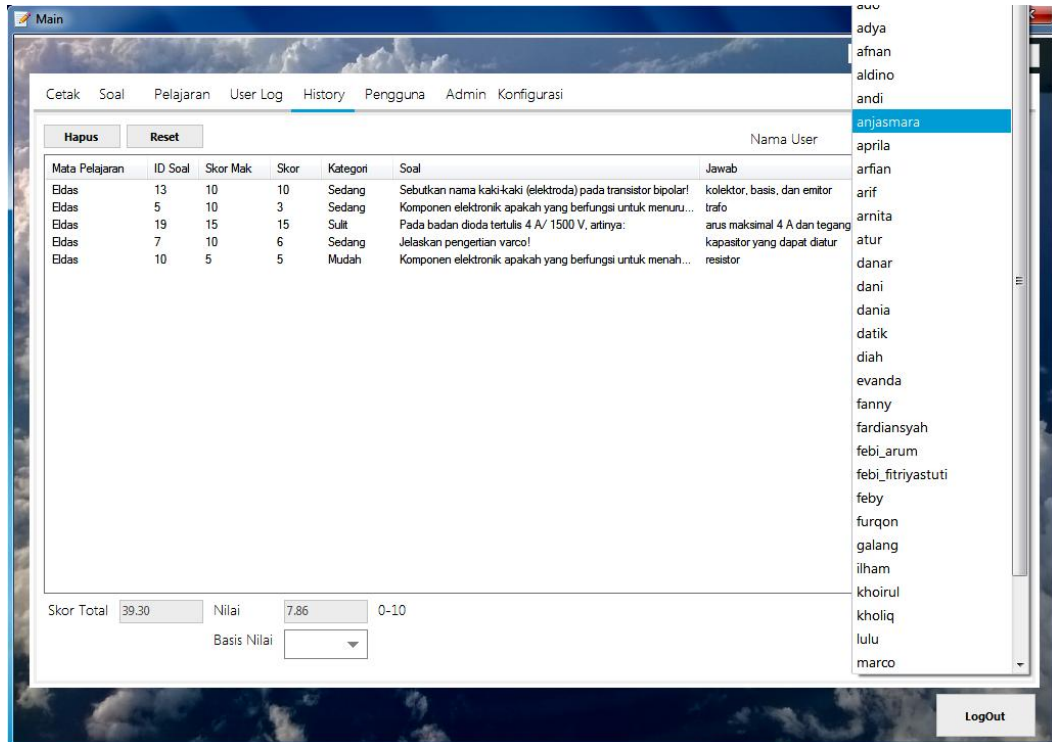 Main
Cetak Soal Pelajaran User Log History Pengguna Admin Konfigurasi
Hapus Reset Nama User
Mata Pelajaran ID Soal Skor Mak Skor Kategori Soal Jawab
Eldas 13 10 10 Sedang Sebutkan nama kaki-kaki (elektroda) pada transistor bipolar! kolektor, basis, dan emitor
Eldas 5 10 3 Sedang Komponen elektronik apakah yang berfungsi untuk menuru... trafo
Eldas 19 15 15 Sulit Pada badan dioda tertulis 4 A/ 1500 V, artinya: arus maksimal 4 A dan tegang
Eldas 7 10 6 Sedang Jelaskan pengertian varco! kapasitor yang dapat diatur
Eldas 10 5 5 Mudah Komponen elektronik apakah yang berfungsi untuk menah... resistor
Skor Total 39.30 Nilai 7.86 0-10
Basis Nilai
ado
adya
afnan
aldino
andi
anjasmara
aprila
arfian
arif
arnita
atur
danar
dani
dania
datik
diah
evanda
fanny
fardiansyah
febi_arum
febi_fitriyastuti
feby
furqon
galang
ilham
khoirul
kholiq
lulu
marco
LogOut